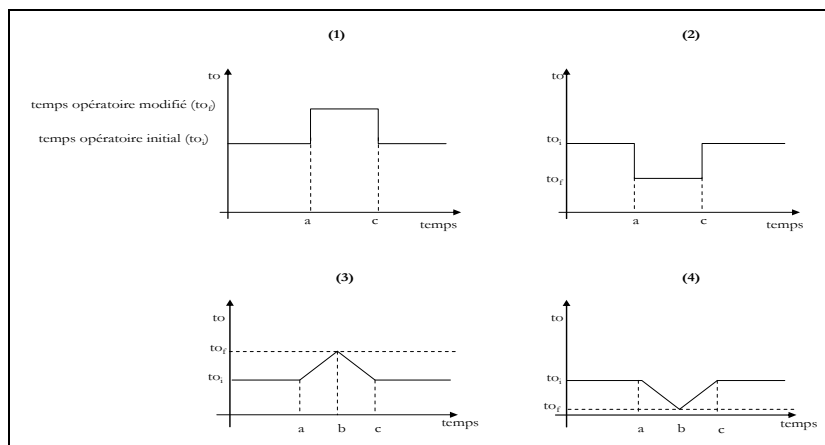 (1)
(2)
to
to
temps opératoire modifié (to_f)
temps opératoire initial (to_i)
to_i
to_f
a
c
temps
a
c
temps
(3)
(4)
to
to
to_f
to_i
to_i
to_f
a
b
c
temps
a
b
c
temps